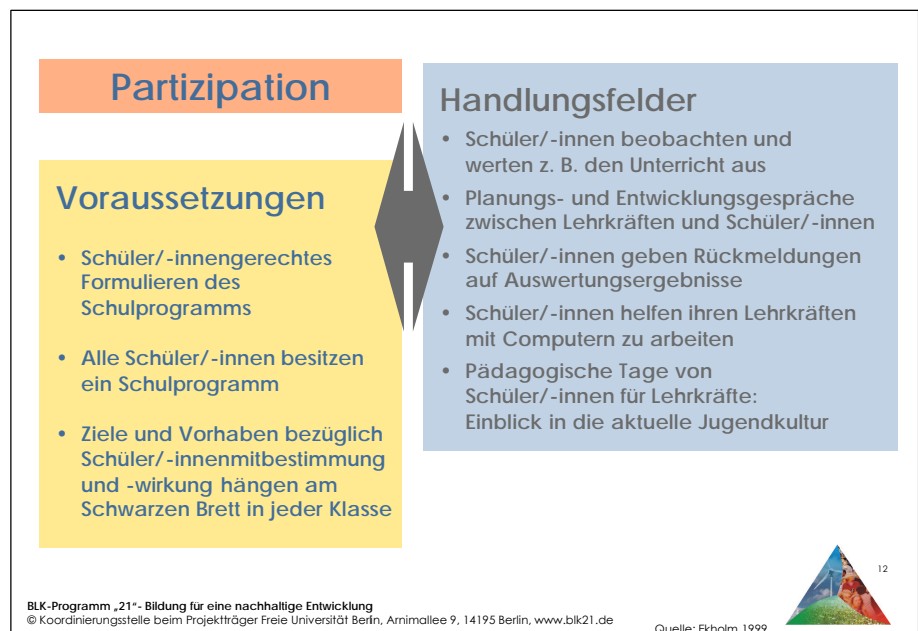 Partizipation
Voraussetzungen
• Schüler/-innengerechtes
Formulieren des
Schulprogramms
• Alle Schüler/-innen besitzen
ein Schulprogramm
• Ziele und Vorhaben bezüglich
Schüler/-innenmitbestimmung
und -wirkung hängen am
Schwarzen Brett in jeder Klasse
Handlungsfelder
• Schüler/-innen beobachten und
werten z. B. den Unterricht aus
• Planungs- und Entwicklungsgespräche
zwischen Lehrkräften und Schüler/-innen
• Schüler/-innen geben Rückmeldungen
auf Auswertungsergebnisse
• Schüler/-innen helfen ihren Lehrkräften
mit Computern zu arbeiten
• Pädagogische Tage von
Schüler/-innen für Lehrkräfte:
Einblick in die aktuelle Jugendkultur
12
BLK-Programm „21“- Bildung für eine nachhaltige Entwicklung
© Koordinierungsstelle beim Projektträger Freie Universität Berlin, Arnimallee 9, 14195 Berlin, www.blk21.de
Quelle: Ekholm 1999